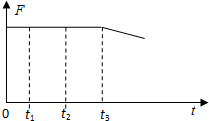 F
0 t₁ t₂ t₃ t